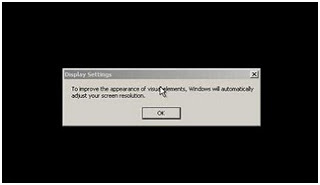 Display Settings
To improve the appearance of visual elements, Windows will automatically
adjust your screen resolution.
OK